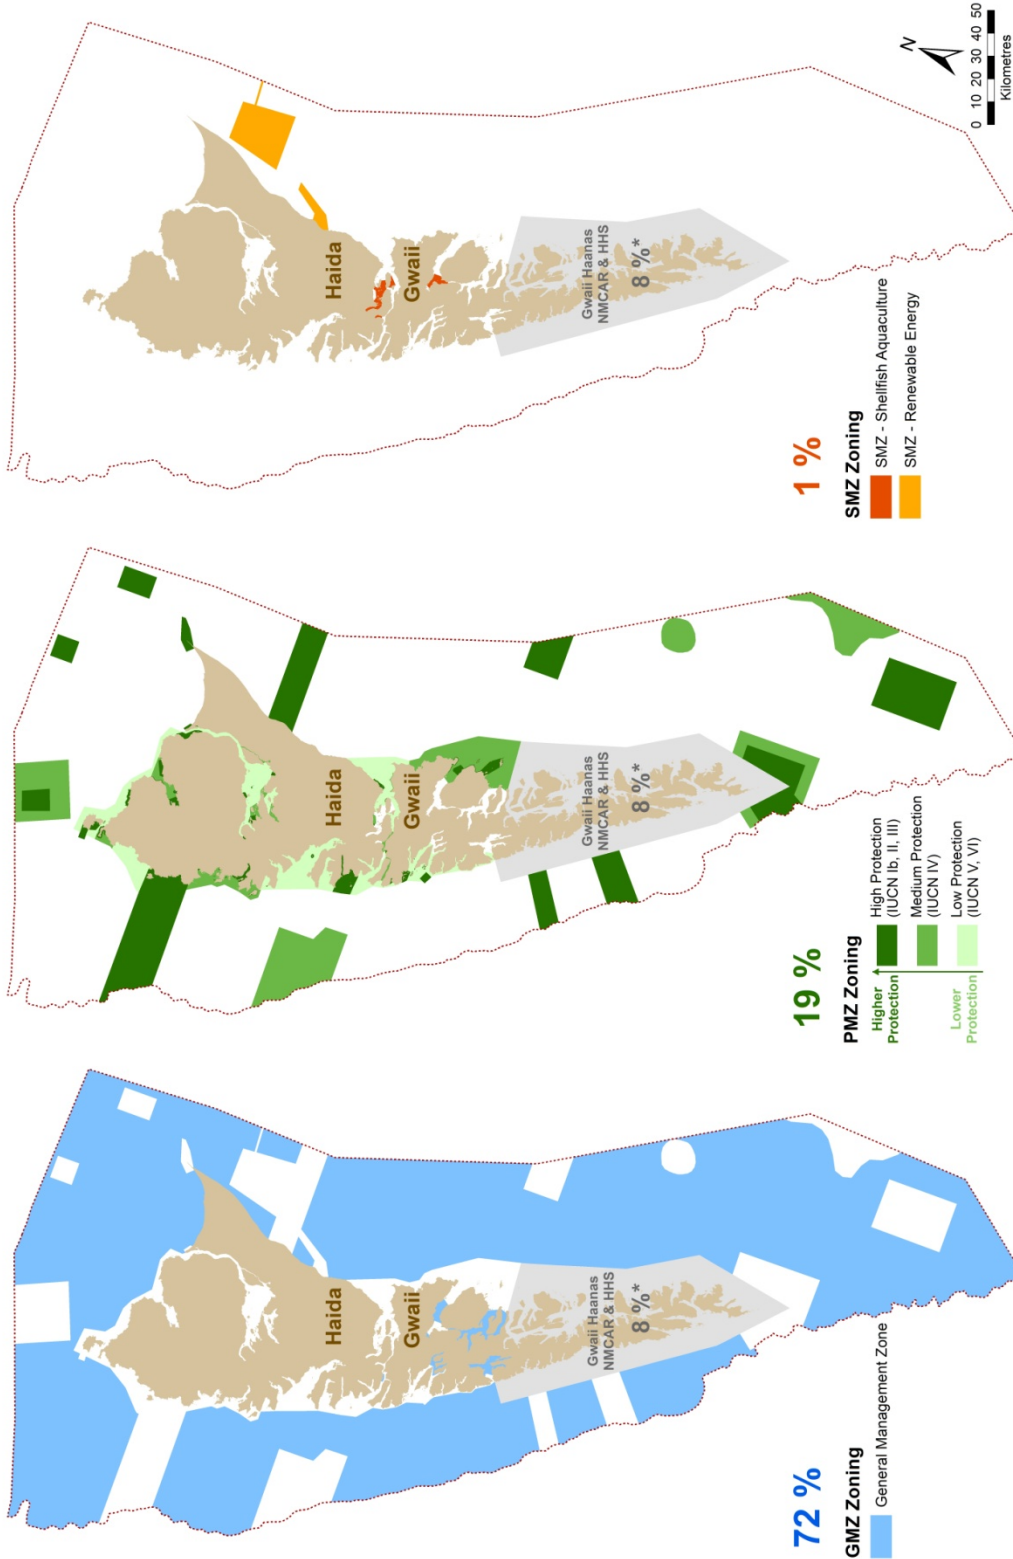 72 %
GMZ Zoning
General Management Zone
Haida
Gwaii
Gwaii Haanas
NMCAR & HHS
8 %*
19 %
PMZ Zoning
Higher
Protection
High Protection
(IUCN Ib, II, III)
Medium Protection
(IUCN IV)
Lower
Protection
Low Protection
(IUCN V, VI)
Haida
Gwaii
Gwaii Haanas
NMCAR & HHS
8 %*
1 %
SMZ Zoning
SMZ - Shellfish Aquaculture
SMZ - Renewable Energy
Haida
Gwaii
Gwaii Haanas
NMCAR & HHS
8 %*
N
0 10 20 30 40 50
Kilometres